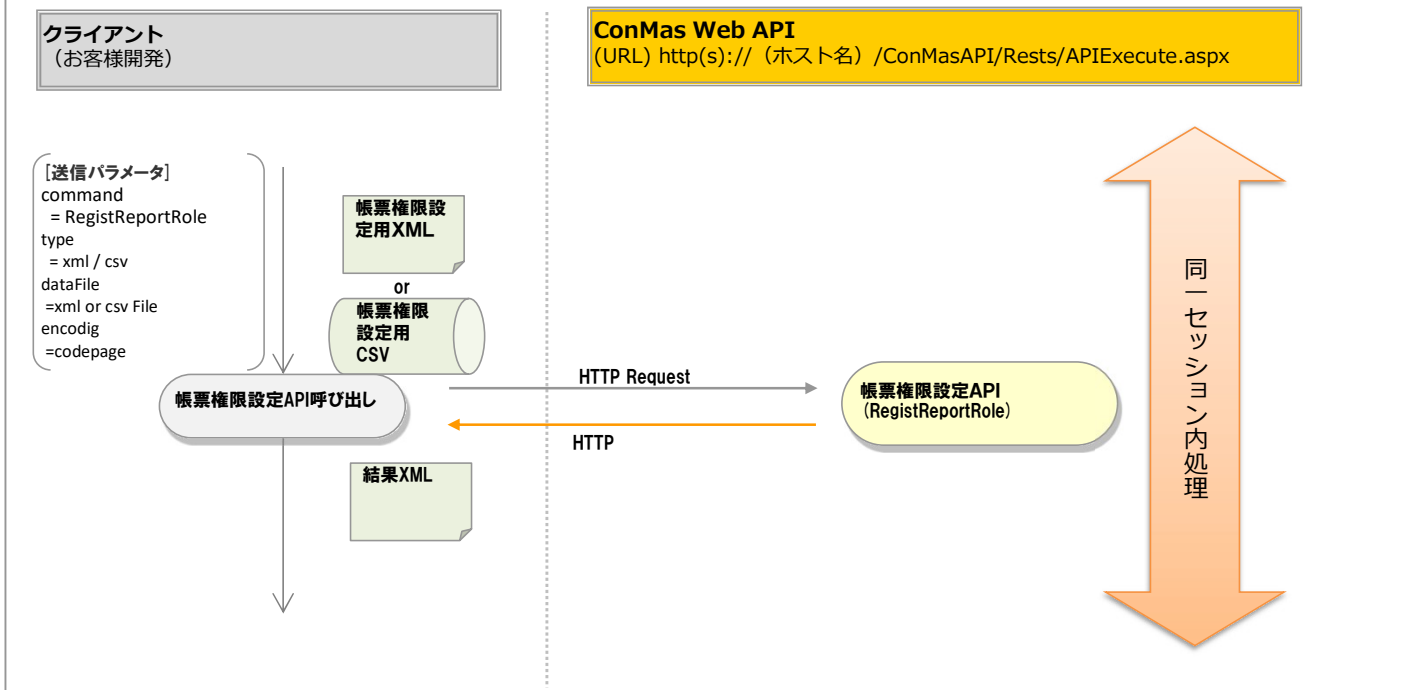 クライアント
（お客様開発）
ConMas Web API
(URL) http(s)://（ホスト名）/ConMasAPI/Rests/APIExecute.aspx
[送信パラメータ]
command
= RegistReportRole
type
= xml / csv
dataFile
=xml or csv File
encodig
=codepage
帳票権限設
定用XML
or
帳票権限
設定用
CSV
帳票権限設定API呼び出し
HTTP Request
HTTP
帳票権限設定API
（RegistReportRole）
結果XML
同一セッション内処理